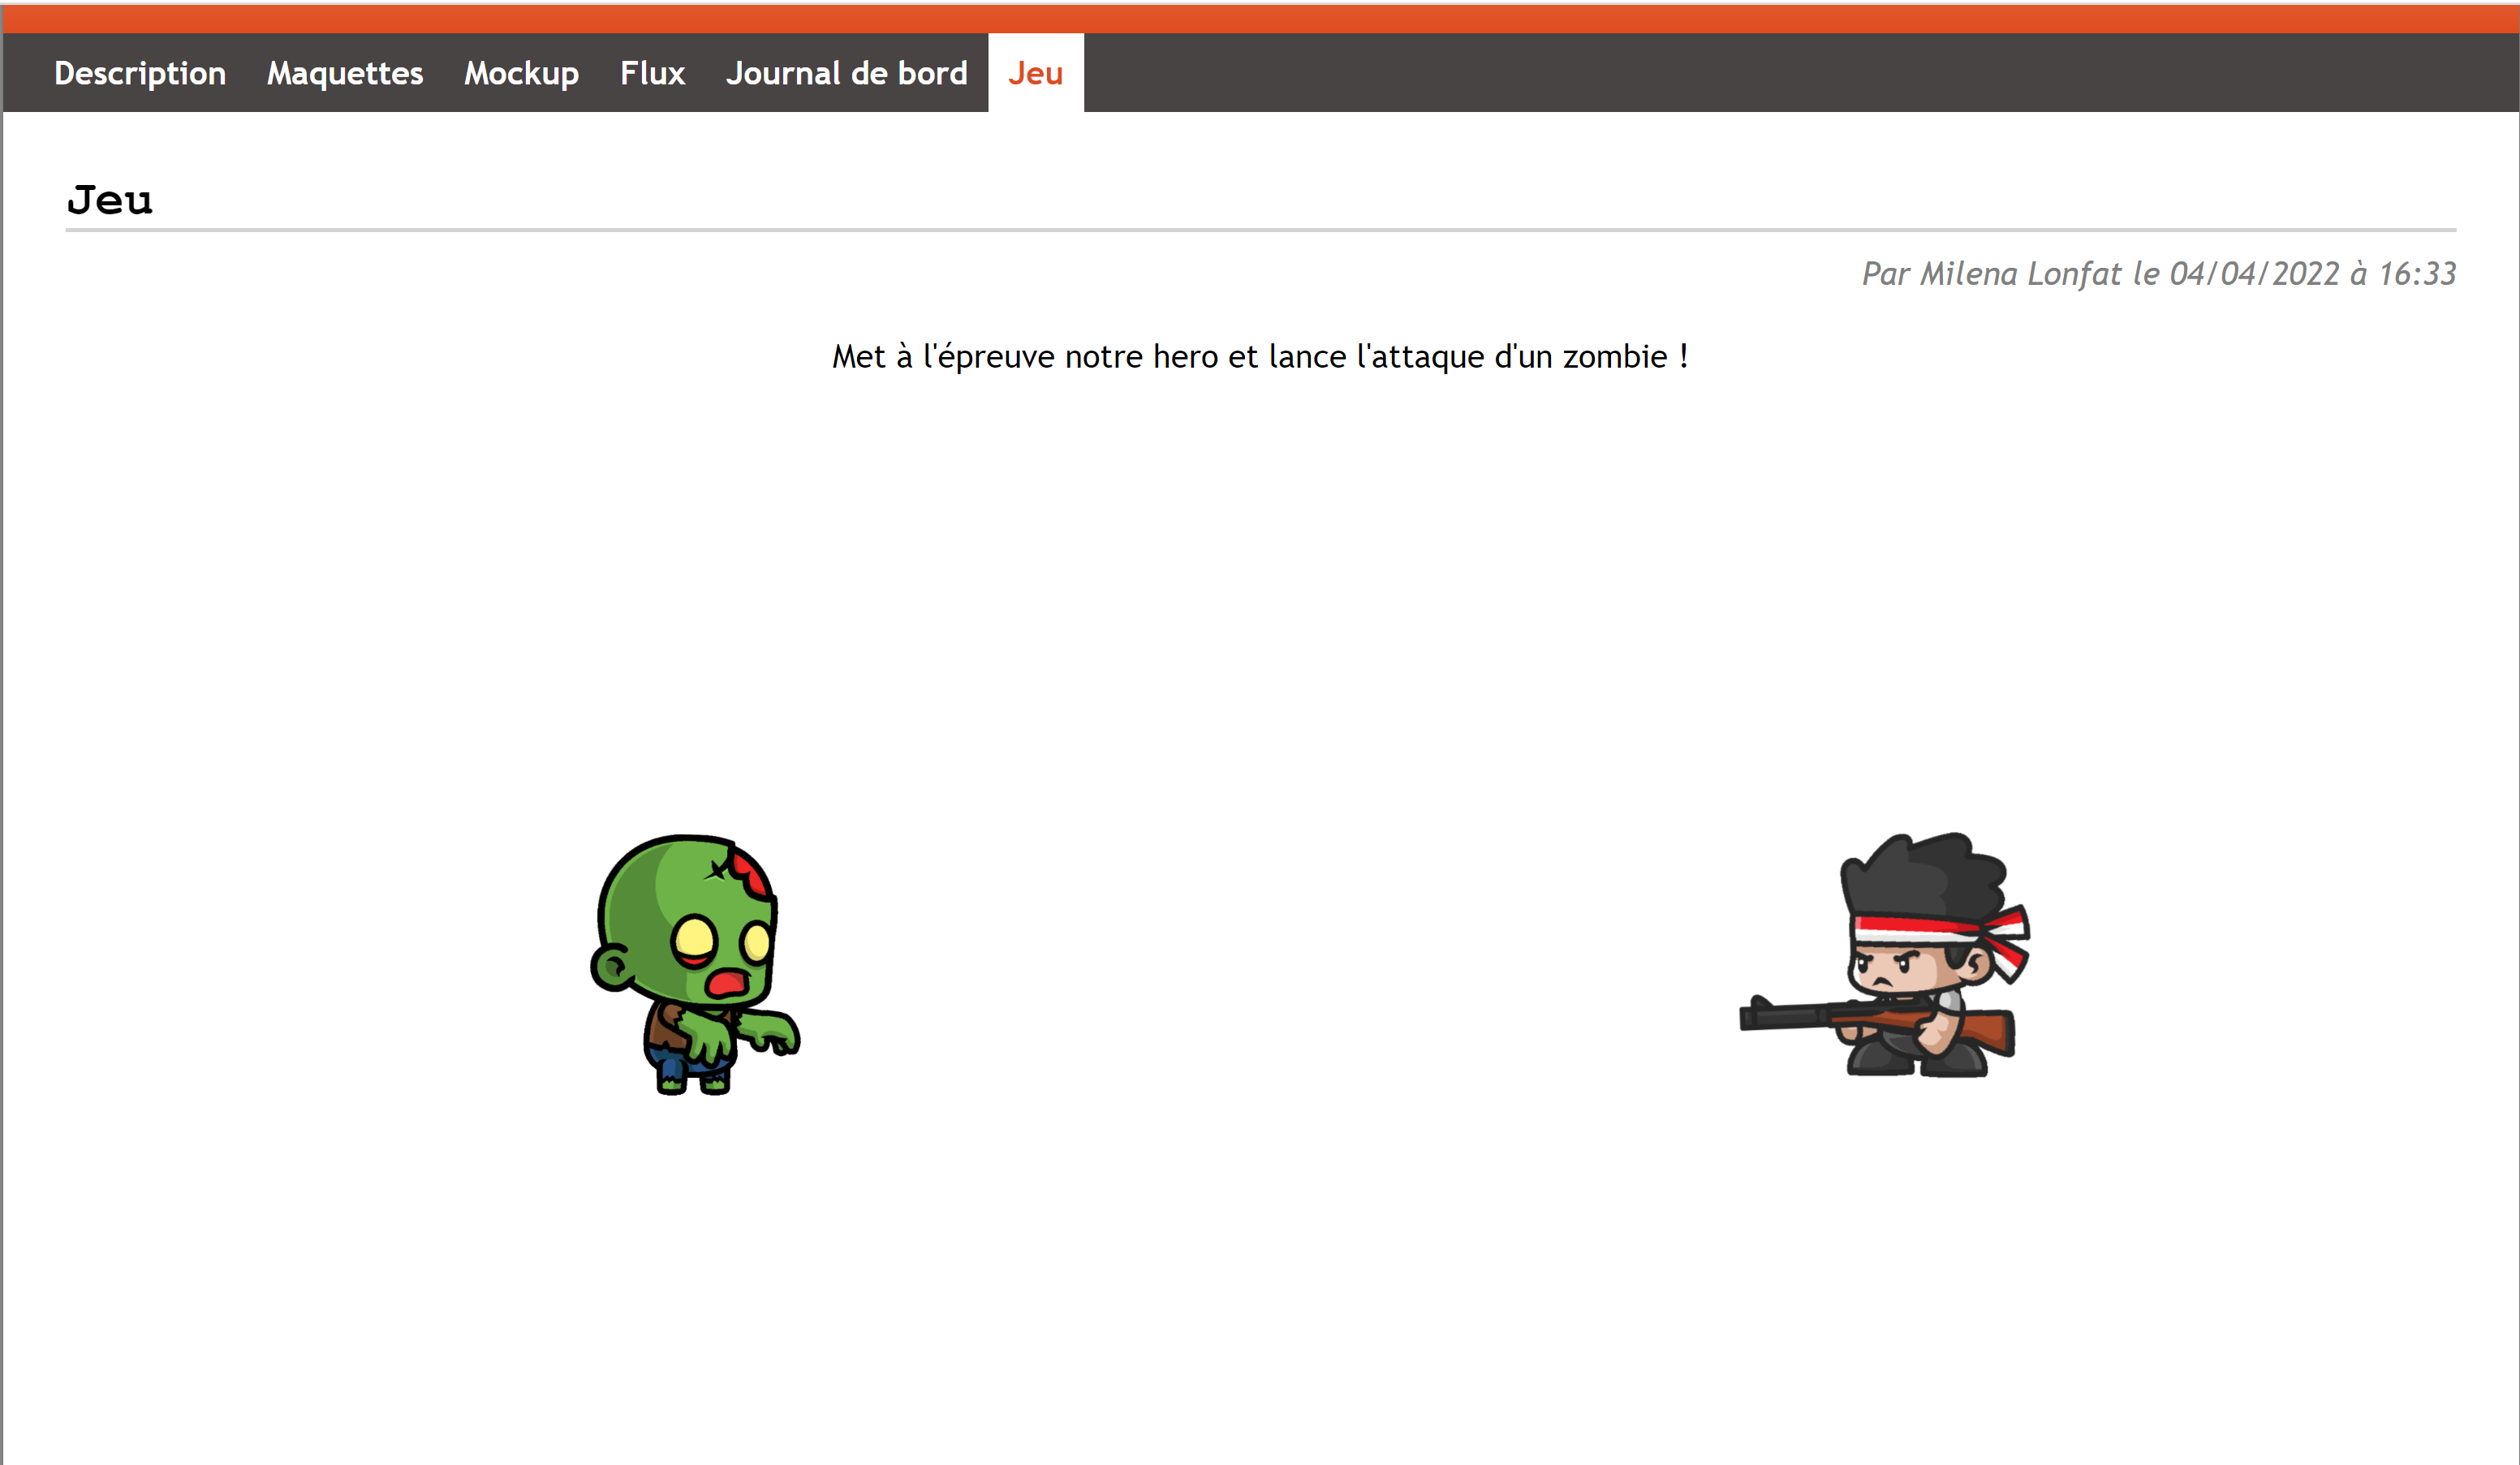 Description Maquettes Mockup Flux Journal de bord Jeu
Jeu
Par Milena Lonfat le 04/04/2022 à 16:33
Met à l'épreuve notre hero et lance l'attaque d'un zombie !